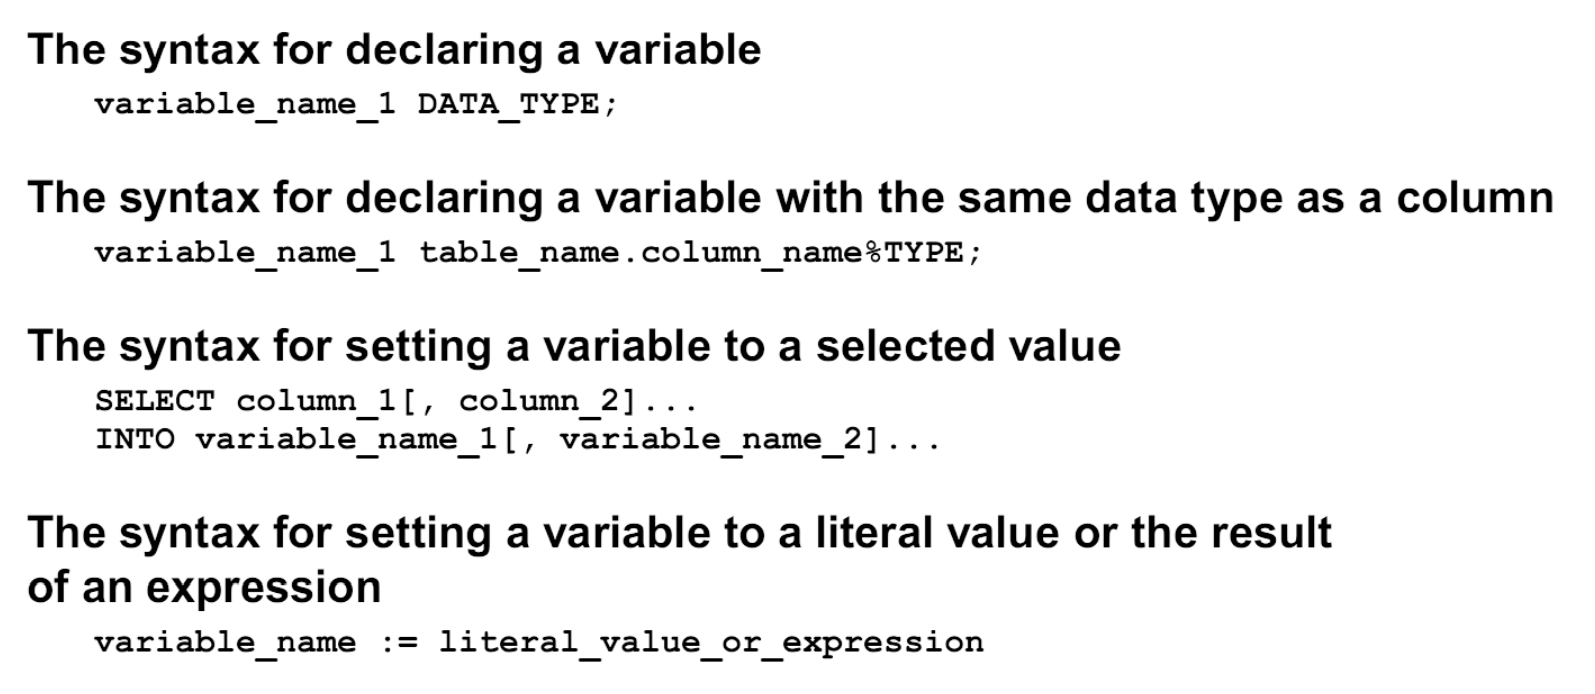 The syntax for declaring a variable
variable_name_1 DATA_TYPE;
The syntax for declaring a variable with the same data type as a column
variable_name_1 table_name.column_name%TYPE;
The syntax for setting a variable to a selected value
SELECT column_1[, column_2]...
INTO variable_name_1[, variable_name_2]...
The syntax for setting a variable to a literal value or the result
of an expression
variable_name := literal_value_or_expression